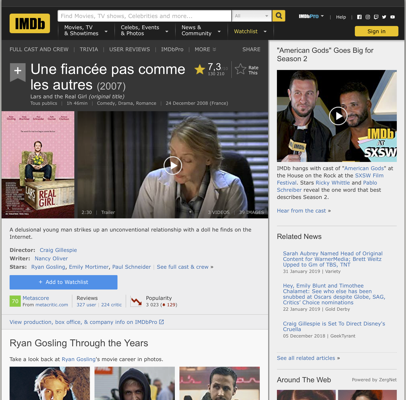 IMDb
Find Movies, TV shows, Celebrities and more...
All
IMDbPro
Help
Movies, TV
& Showtimes
Celebs, Events
& Photos
News &
Community
Watchlist
Sign in
FULL CAST AND CREW | TRIVIA | USER REVIEWS | IMDbPro | MORE
SHARE
Une fiancée pas comme
les autres (2007)
7,3
Rate
This
Lars and the Real Girl (original title)
Tous publics | 1h 46min | Comedy, Drama, Romance | 24 December 2008 (France)
REAL
GIRL
2:30 | Trailer
A delusional young man strikes up an unconventional relationship with a doll he finds on the
Internet.
Director: Craig Gillespie
Writer: Nancy Oliver
Stars: Ryan Gosling, Emily Mortimer, Paul Schneider | See full cast & crew »
+ Add to Watchlist
70
Metascore
From metacritic.com
Reviews
327 user | 224 critic
Popularity
3 023
View production, box office, & company info on IMDbPro
Ryan Gosling Through the Years
Take a look back at Ryan Gosling's movie career in photos.
"American Gods" Goes Big for
Season 2
IMDb
SXSW
IMDb hangs with cast of "American Gods" at
the House on the Rock at the SXSW Film
Festival. Stars Ricky Whittle and Pablo
Schreiber reveal the one word that best
describes Season 2.
Hear from the cast »
Related News
Sarah Aubrey Named Head of Original
Content for WarnerMedia; Brett Weitz
Upped to Gm of TBS, TNT
31 January 2019 | Variety
Hey, Emily Blunt and Timothee
Chalamet: See who else has been
snubbed at Oscars despite Globe, SAG,
Critics' Choice nominations
22 January 2019 | Gold Derby
Craig Gillespie is Set To Direct Disney's
Cruella
05 December 2018 | GeekTyrant
See all related articles »
Around The Web | Powered by ZergNet